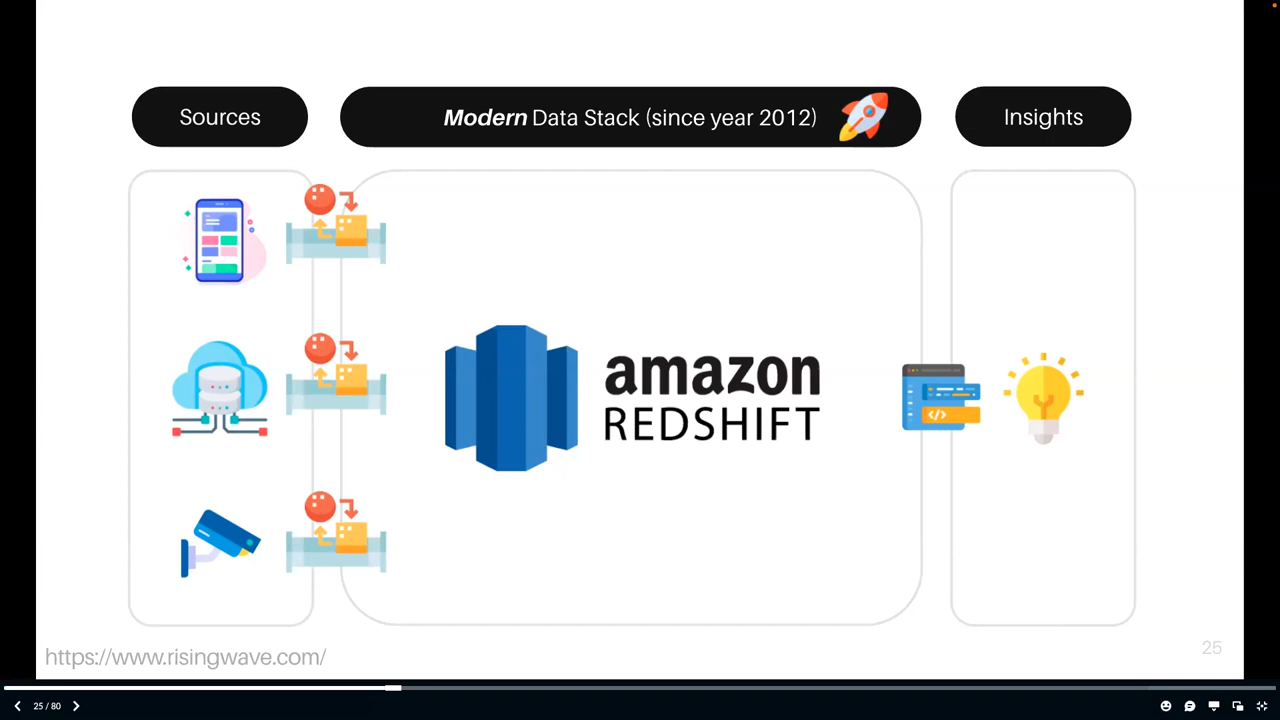 Sources
Modern Data Stack (since year 2012)
Insights
amazon
REDSHIFT
</>
https://www.risingwave.com/
25
25 / 80